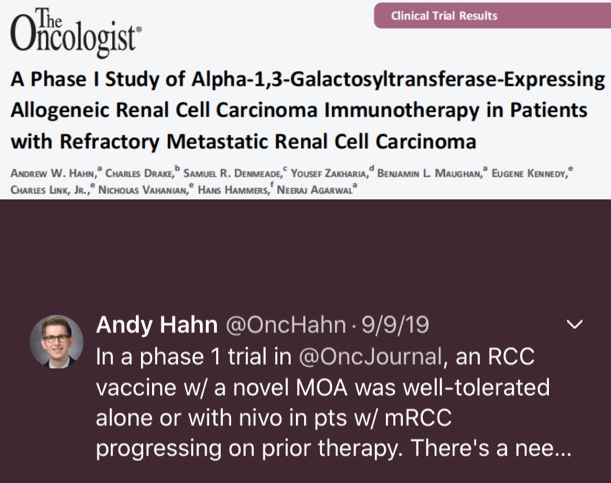 The Oncologist®
Clinical Trial Results
A Phase I Study of Alpha-1,3-Galactosyltransferase-Expressing
Allogeneic Renal Cell Carcinoma Immunotherapy in Patients
with Refractory Metastatic Renal Cell Carcinoma
Andrew W. Hahn,ᵃ Charles Drake,ᵇ Samuel R. Denmeade,ᶜ Yousef Zakharia,ᵈ Benjamin L. Maughan,ᵃ Eugene Kennedy,ᵉ
Charles Link, Jr.,ᵉ Nicholas Vahanian,ᵉ Hans Hammers,ᶠ Neeraj Agarwalᵃ
Andy Hahn @OncHahn · 9/9/19
In a phase 1 trial in @OncJournal, an RCC
vaccine w/ a novel MOA was well-tolerated
alone or with nivo in pts w/ mRCC
progressing on prior therapy. There's a nee...